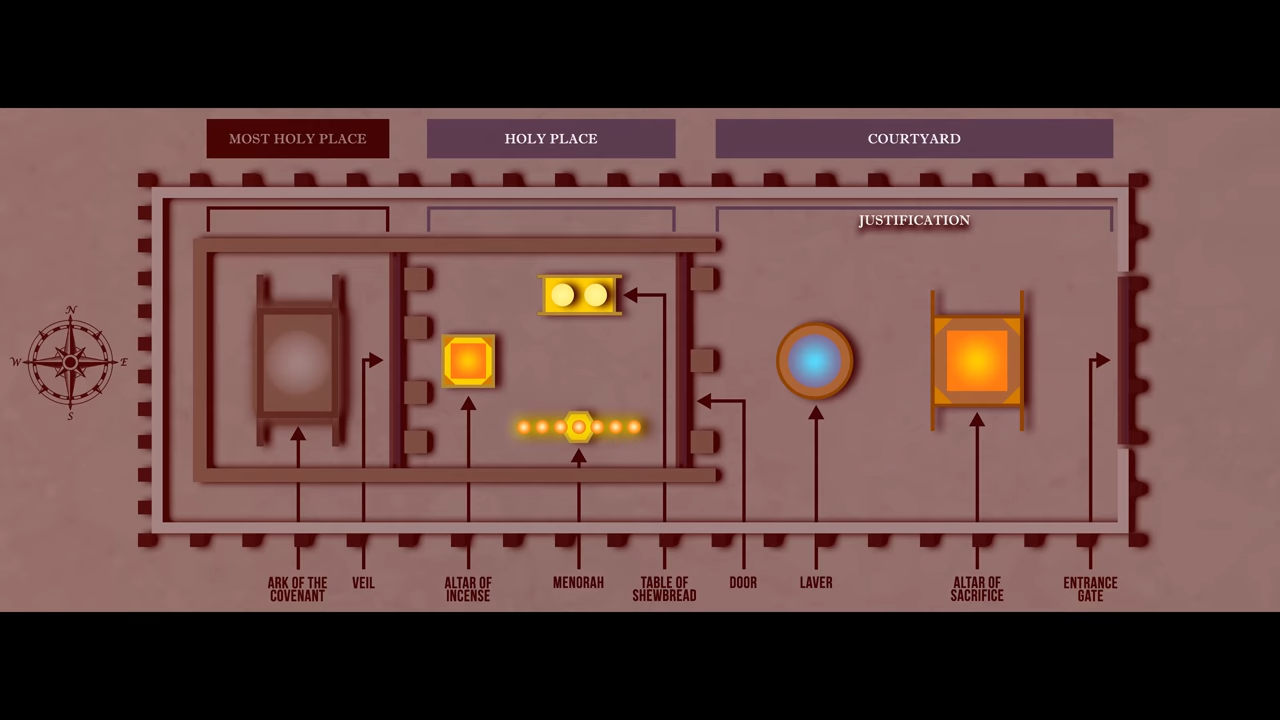 MOST HOLY PLACE
HOLY PLACE
COURTYARD
JUSTIFICATION
N
W
E
S
ARK OF THE
COVENANT
VEIL
ALTAR OF
INCENSE
MENORAH
TABLE OF
SHEWBREAD
DOOR
LAVER
ALTAR OF
SACRIFICE
ENTRANCE
GATE